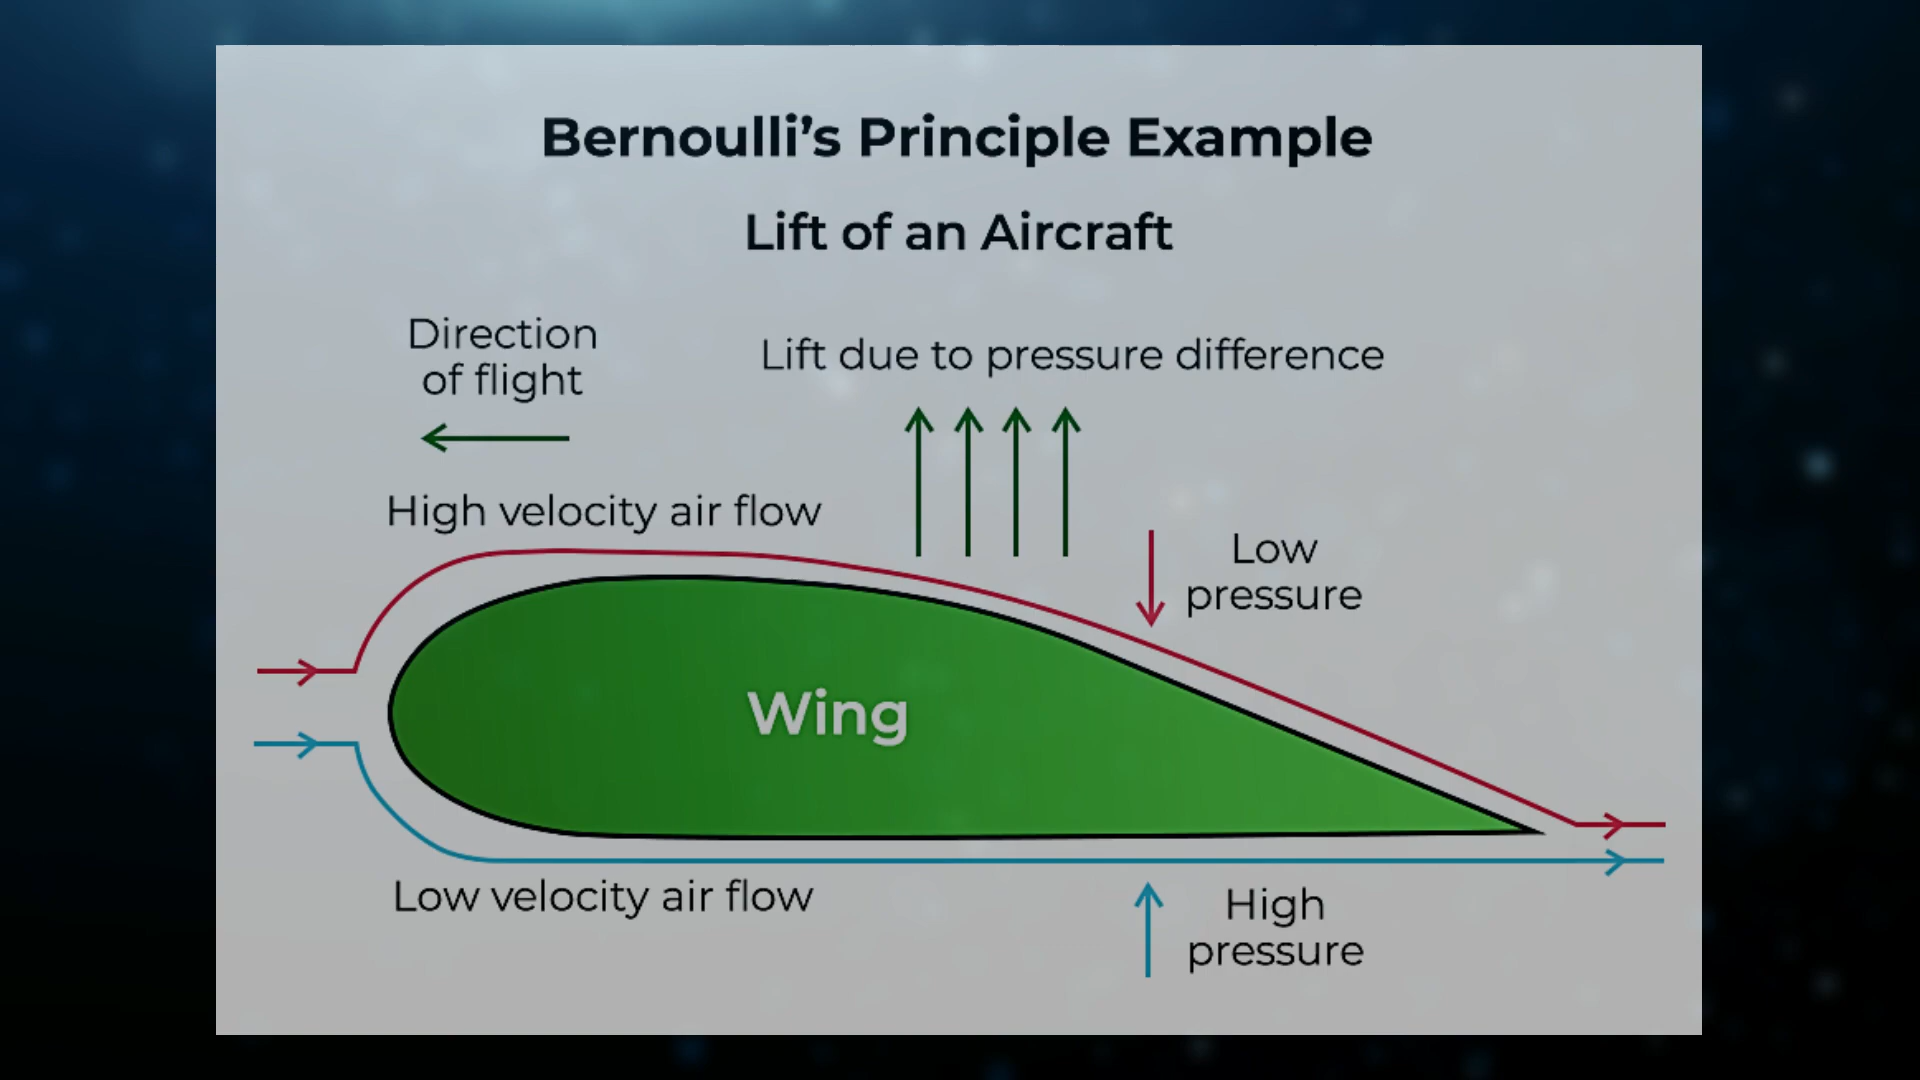 Bernoulli’s Principle Example
Lift of an Aircraft
Direction
of flight
Lift due to pressure difference
High velocity air flow
Low
pressure
Wing
Low velocity air flow
High
pressure